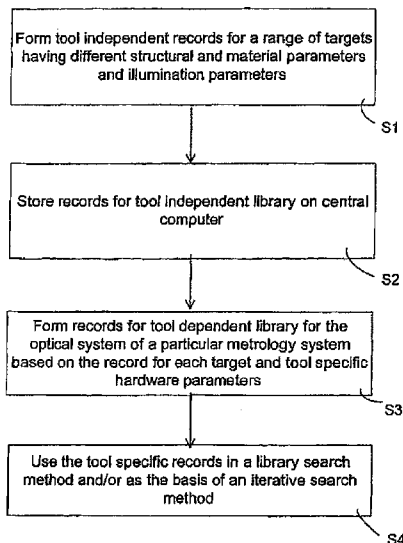 Form tool independent records for a range of targets
having different structural and material parameters
and illumination parameters
S1
Store records for tool independent library on central
computer
S2
Form records for tool dependent library for the
optical system of a particular metrology system
based on the record for each target and tool specific
hardware parameters
S3
Use the tool specific records in a library search
method and/or as the basis of an iterative search
method
S4